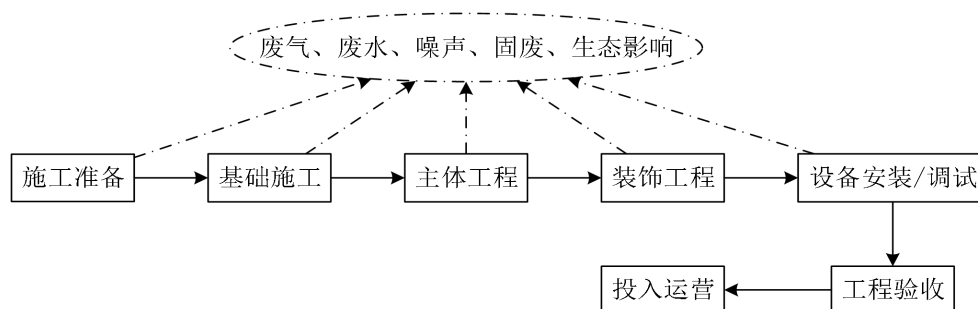 废气、废水、噪声、固废、生态影响
施工准备
基础施工
主体工程
装饰工程
设备安装/调试
投入运营
工程验收